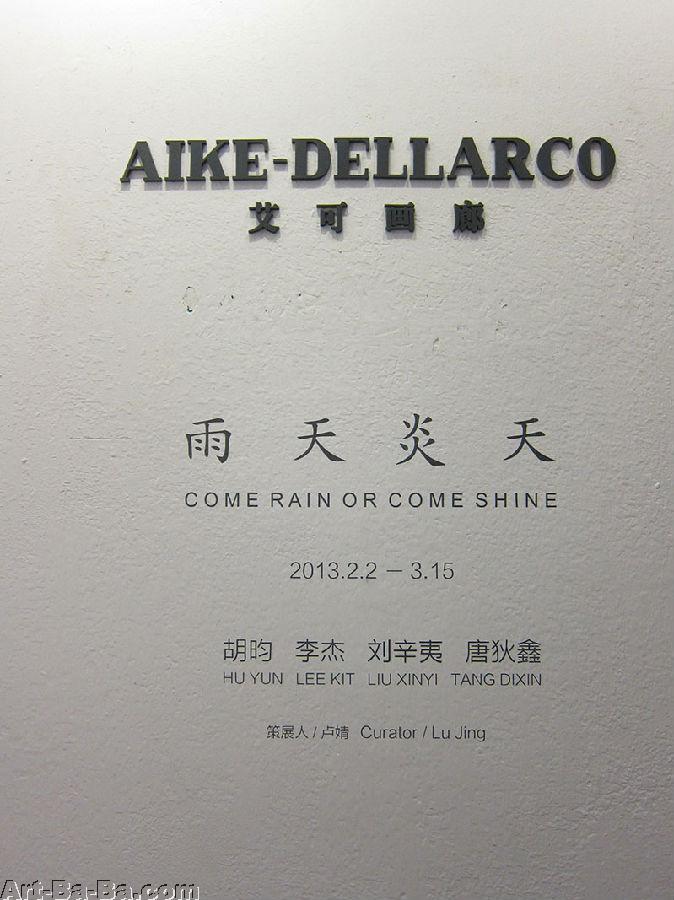 AIKE-DELLARCO
艾可画廊
雨天炎天
COME RAIN OR COME SHINE
2013.2.2 — 3.15
胡昀 李杰 刘辛夷 唐狄鑫
HU YUN LEE KIT LIU XINYI TANG DIXIN
策展人 / 卢婧 Curator / Lu Jing
Art-Ba-Ba.com